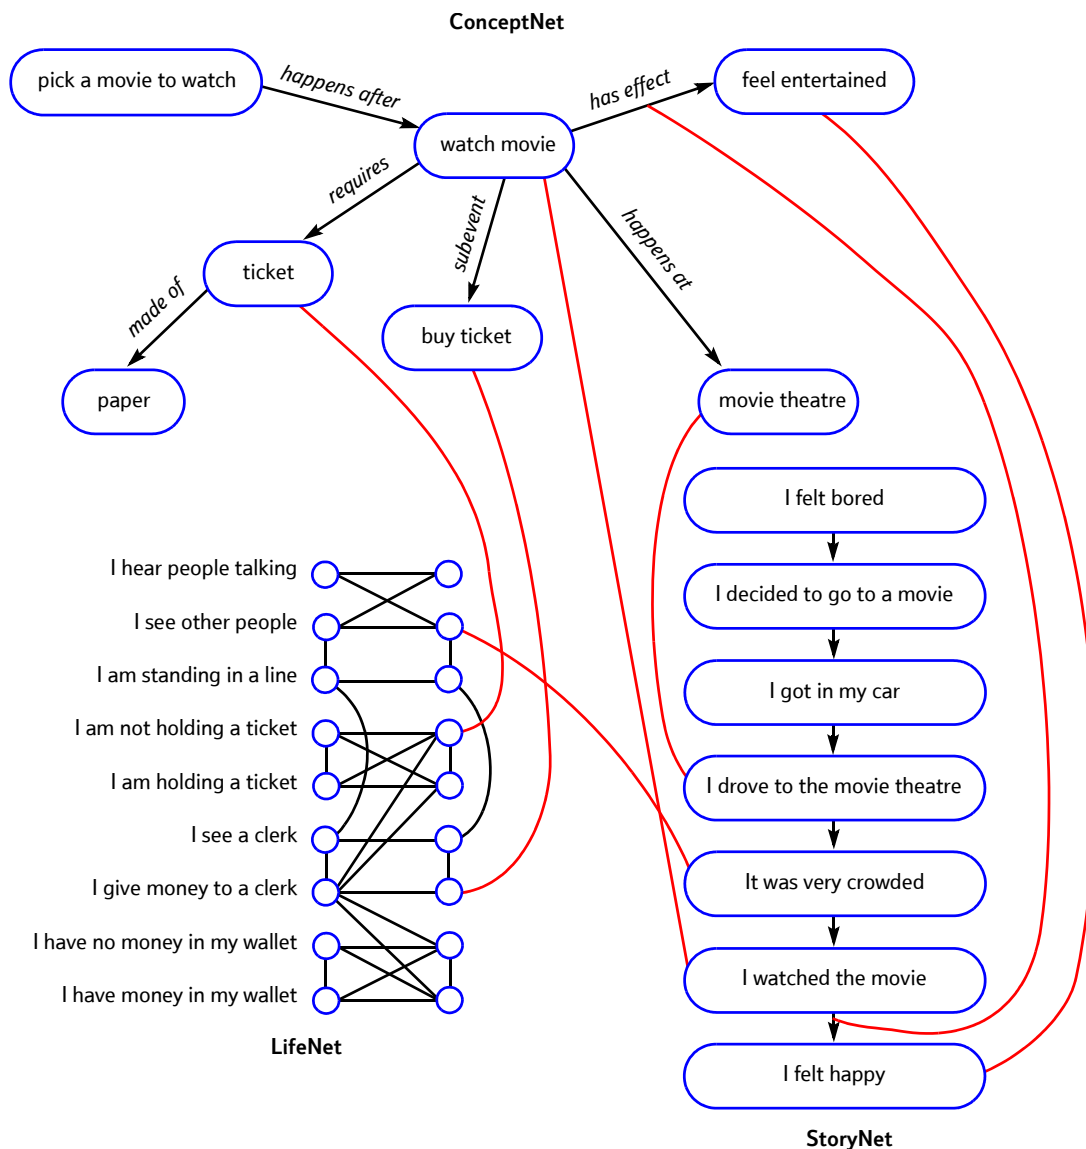 ConceptNet
pick a movie to watch
happens after
has effect
feel entertained
watch movie
requires
subevent
happens at
ticket
made of
buy ticket
paper
movie theatre
I felt bored
I decided to go to a movie
I got in my car
I drove to the movie theatre
It was very crowded
I watched the movie
I felt happy
StoryNet
I hear people talking
I see other people
I am standing in a line
I am not holding a ticket
I am holding a ticket
I see a clerk
I give money to a clerk
I have no money in my wallet
I have money in my wallet
LifeNet